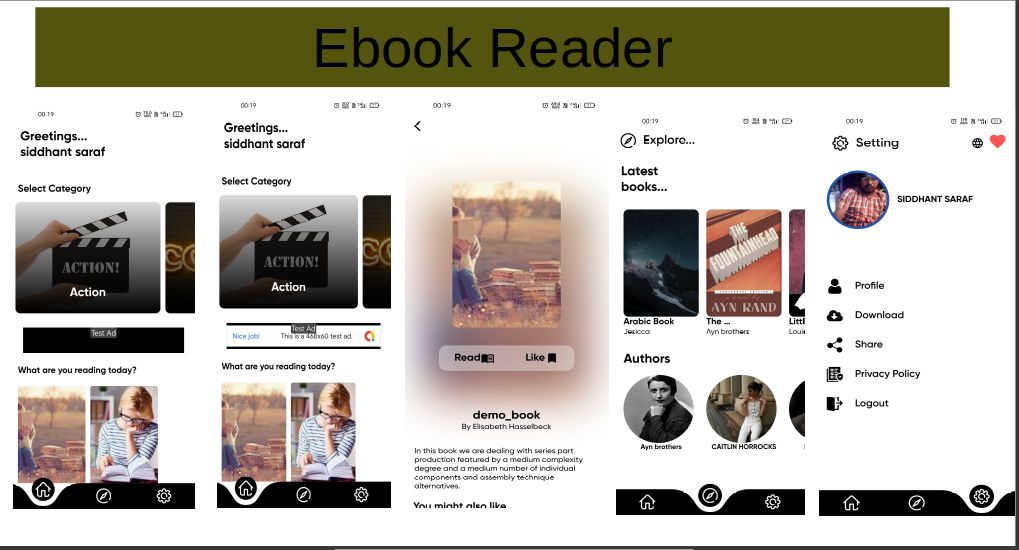 Ebook Reader
00:19
Greetings...
siddhant saraf
Select Category
ACTION!
Action
Test Ad
What are you reading today?
00:19
Greetings...
siddhant saraf
Select Category
ACTION!
Action
Test Ad
Nice job!
This is a 468x60 test ad.
What are you reading today?
00:19
Read
Like
demo_book
By Elisabeth Hasselbeck
In this book we are dealing with series part
production featured by a medium complexity
degree and a medium number of individual
components and assembly technique
alternatives.
You might also like
00:19
Explore...
Latest
books...
THE
FOUNTAINHEAD
AYN RAND
Arabic Book
Jesicca
The ...
Ayn brothers
Littl
Louis
Authors
Ayn brothers
CAITLIN HORROCKS
00:19
Setting
SIDDHANT SARAF
Profile
Download
Share
Privacy Policy
Logout